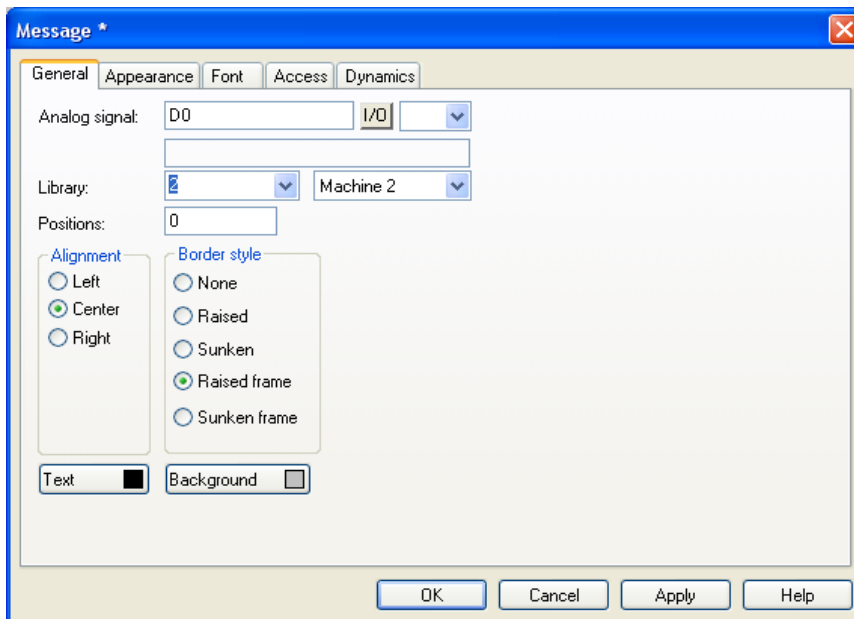 Message *
General Appearance Font Access Dynamics
Analog signal: D0 I/O
Library: 2 Machine 2
Positions: 0
Alignment Border style
Left None
Center Raised
Right Sunken
Raised frame
Sunken frame
Text Background
OK Cancel Apply Help